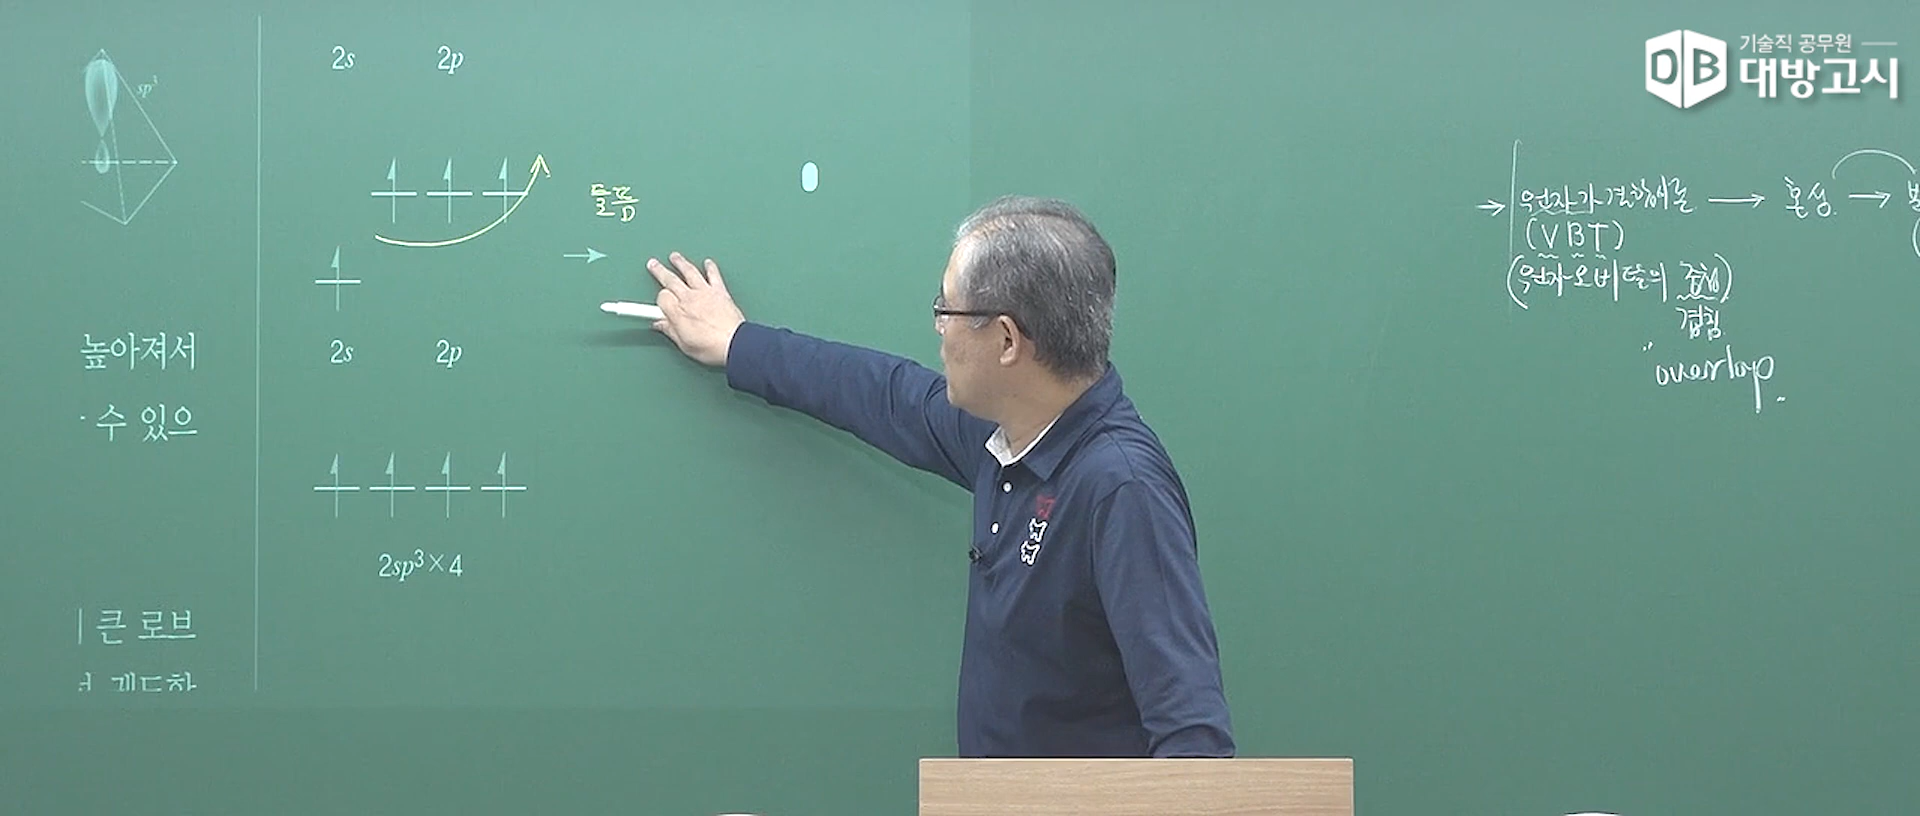 기술직 공무원
DB 대방고시
sp³
2s 2p
들뜸
2s 2p
높아져서
수 있으
2sp³×4
큰 로브
→ 원자가 결합이론 → 혼성 →
(VBT)
(원자 오비탈의 중첩)
겹침
"overlap"